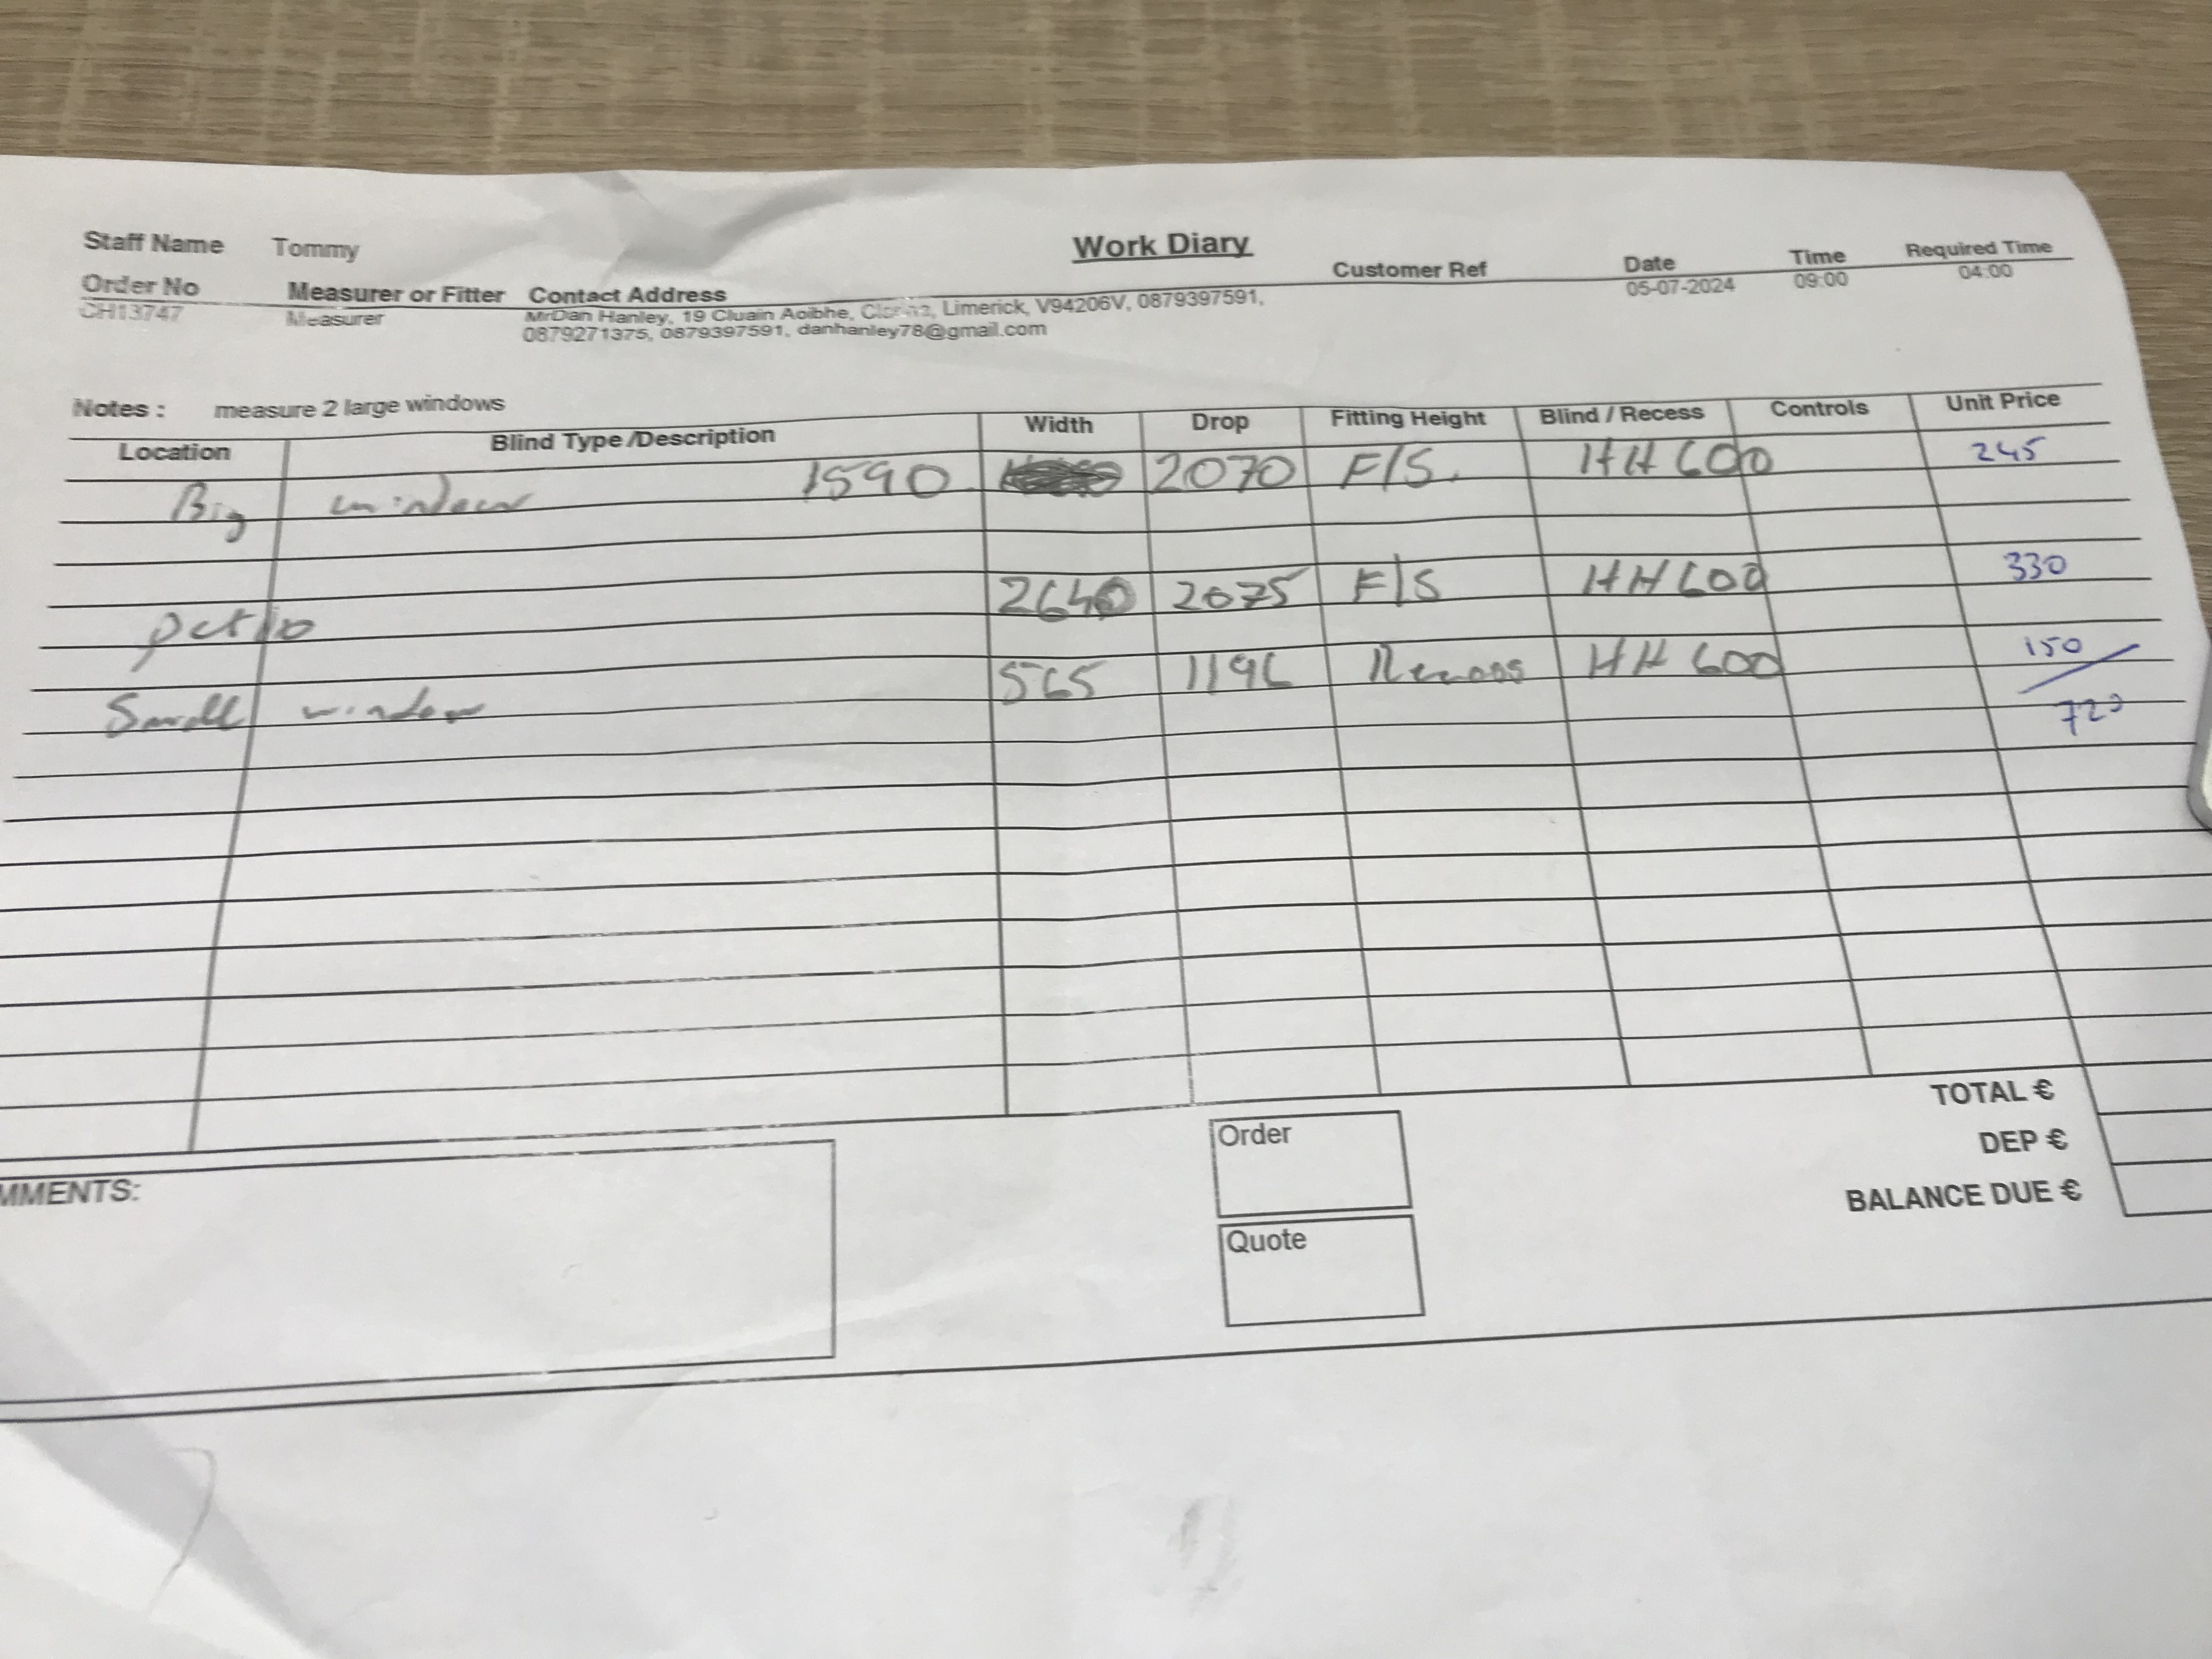 Work Diary
Staff Name Tommy
Order No Measurer or Fitter Contact Address Customer Ref Date Time Required Time
CH13747 Measurer MrDan Hanley, 19 Cluain Aoibhe, Limerick, V94206V, 0879397591, 05-07-2024 09:00 04:00
0879271375, 0879397591, danhanley78@gmail.com
Notes : measure 2 large windows
Location Blind Type /Description Width Drop Fitting Height Blind / Recess Controls Unit Price
Big window 1590 2070 F/S. HH 600 245
patio 2640 2075 F/S HH 600 330
Small window 565 1196 Recess HH 600 150
720
TOTAL €
DEP €
BALANCE DUE €
Order
Quote
MMENTS: